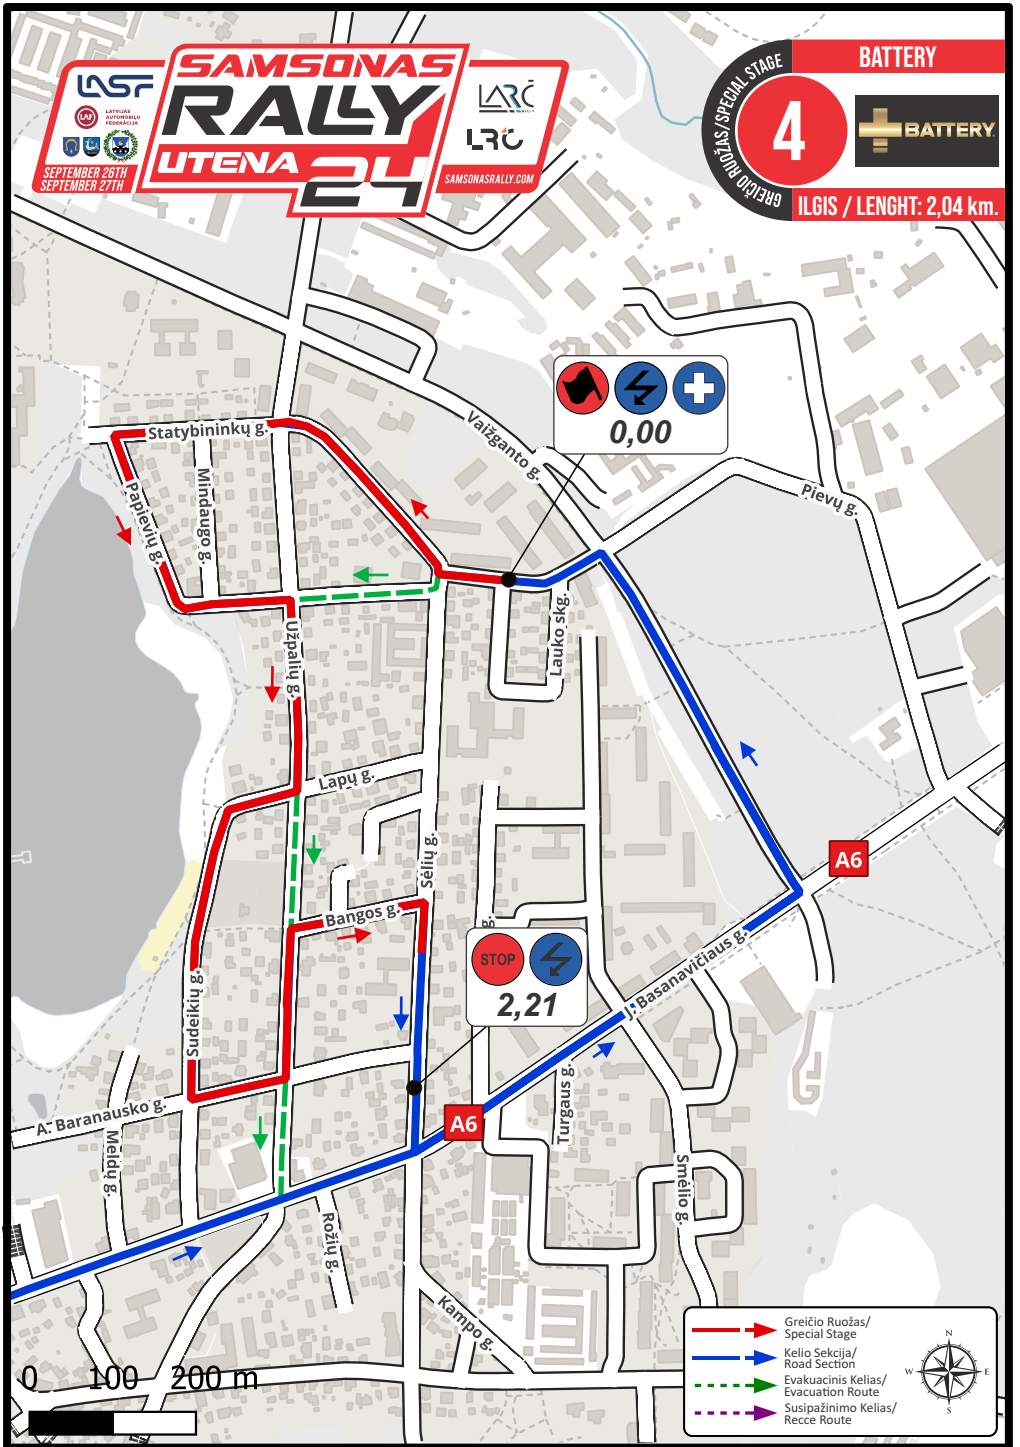 LASF
LAF
LATVIJAS
AUTOMOBIĻU
FEDERĀCIJA
SEPTEMBER 26TH
SEPTEMBER 27TH
SAMSONAS
RALLY
UTENA
24
LARČ
LRČ
SAMSONASRALLY.COM
GREIČIO RUOŽAS/SPECIAL STAGE
4
BATTERY
BATTERY
ILGIS / LENGHT: 2,04 km.
0,00
Vaižganto g.
Statybininkų g.
Papievių g.
Mindaugo g.
Pievų g.
Lauko skg.
Užpalių g.
Lapų g.
Sėlių g.
A6
Bangos g.
g.
STOP
2,21
J. Basanavičiaus g.
Sudeikių g.
A. Baranausko g.
Meldų g.
A6
Turgaus g.
Smėlio g.
Rožių g.
Kampo g.
0 100 200 m
Greičio Ruožas/
Special Stage
Kelio Sekcija/
Road Section
Evakuacinis Kelias/
Evacuation Route
Susipažinimo Kelias/
Recce Route
N
W E
S